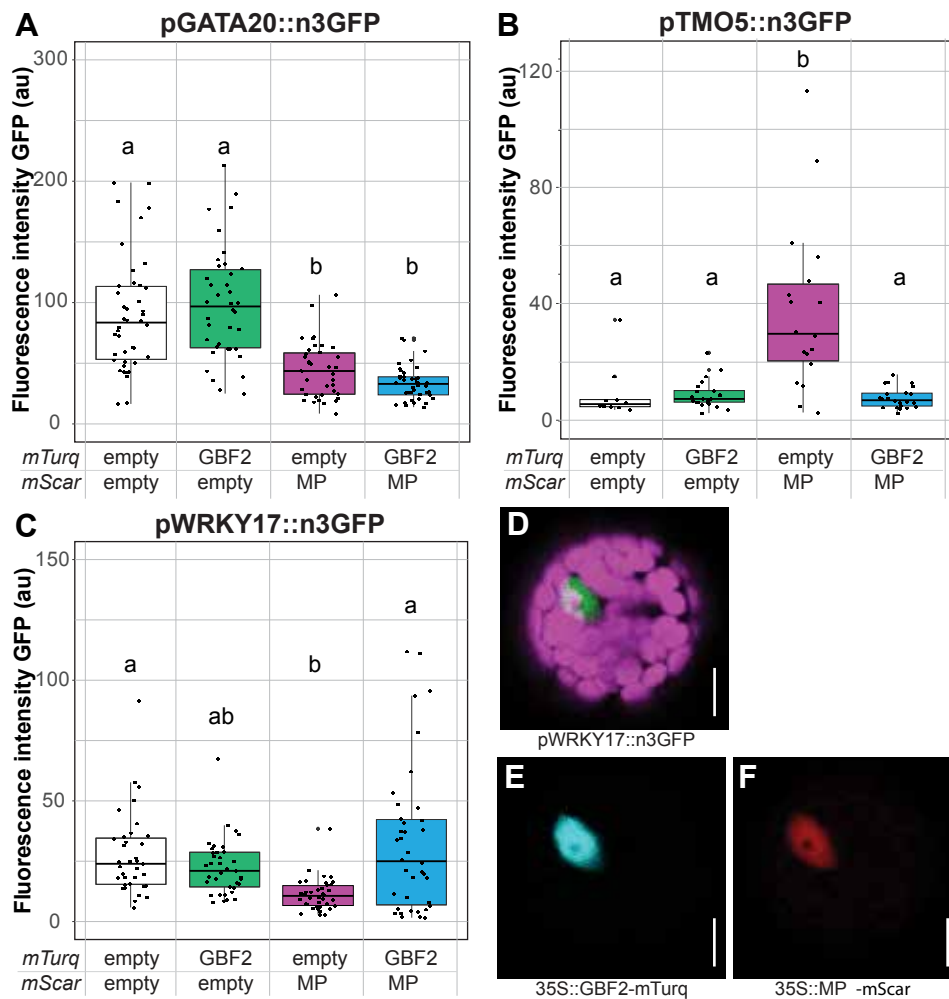 A pGATA20::n3GFP
Fluorescence intensity GFP (au)
300
200
100
0
a a b b
mTurq empty GBF2 empty GBF2
mScar empty empty MP MP
B pTMO5::n3GFP
Fluorescence intensity GFP (au)
120
80
40
0
a a b a
mTurq empty GBF2 empty GBF2
mScar empty empty MP MP
C pWRKY17::n3GFP
Fluorescence intensity GFP (au)
150
100
50
0
a ab b a
mTurq empty GBF2 empty GBF2
mScar empty empty MP MP
D
pWRKY17::n3GFP
E
35S::GBF2-mTurq
F
35S::MP -mScar